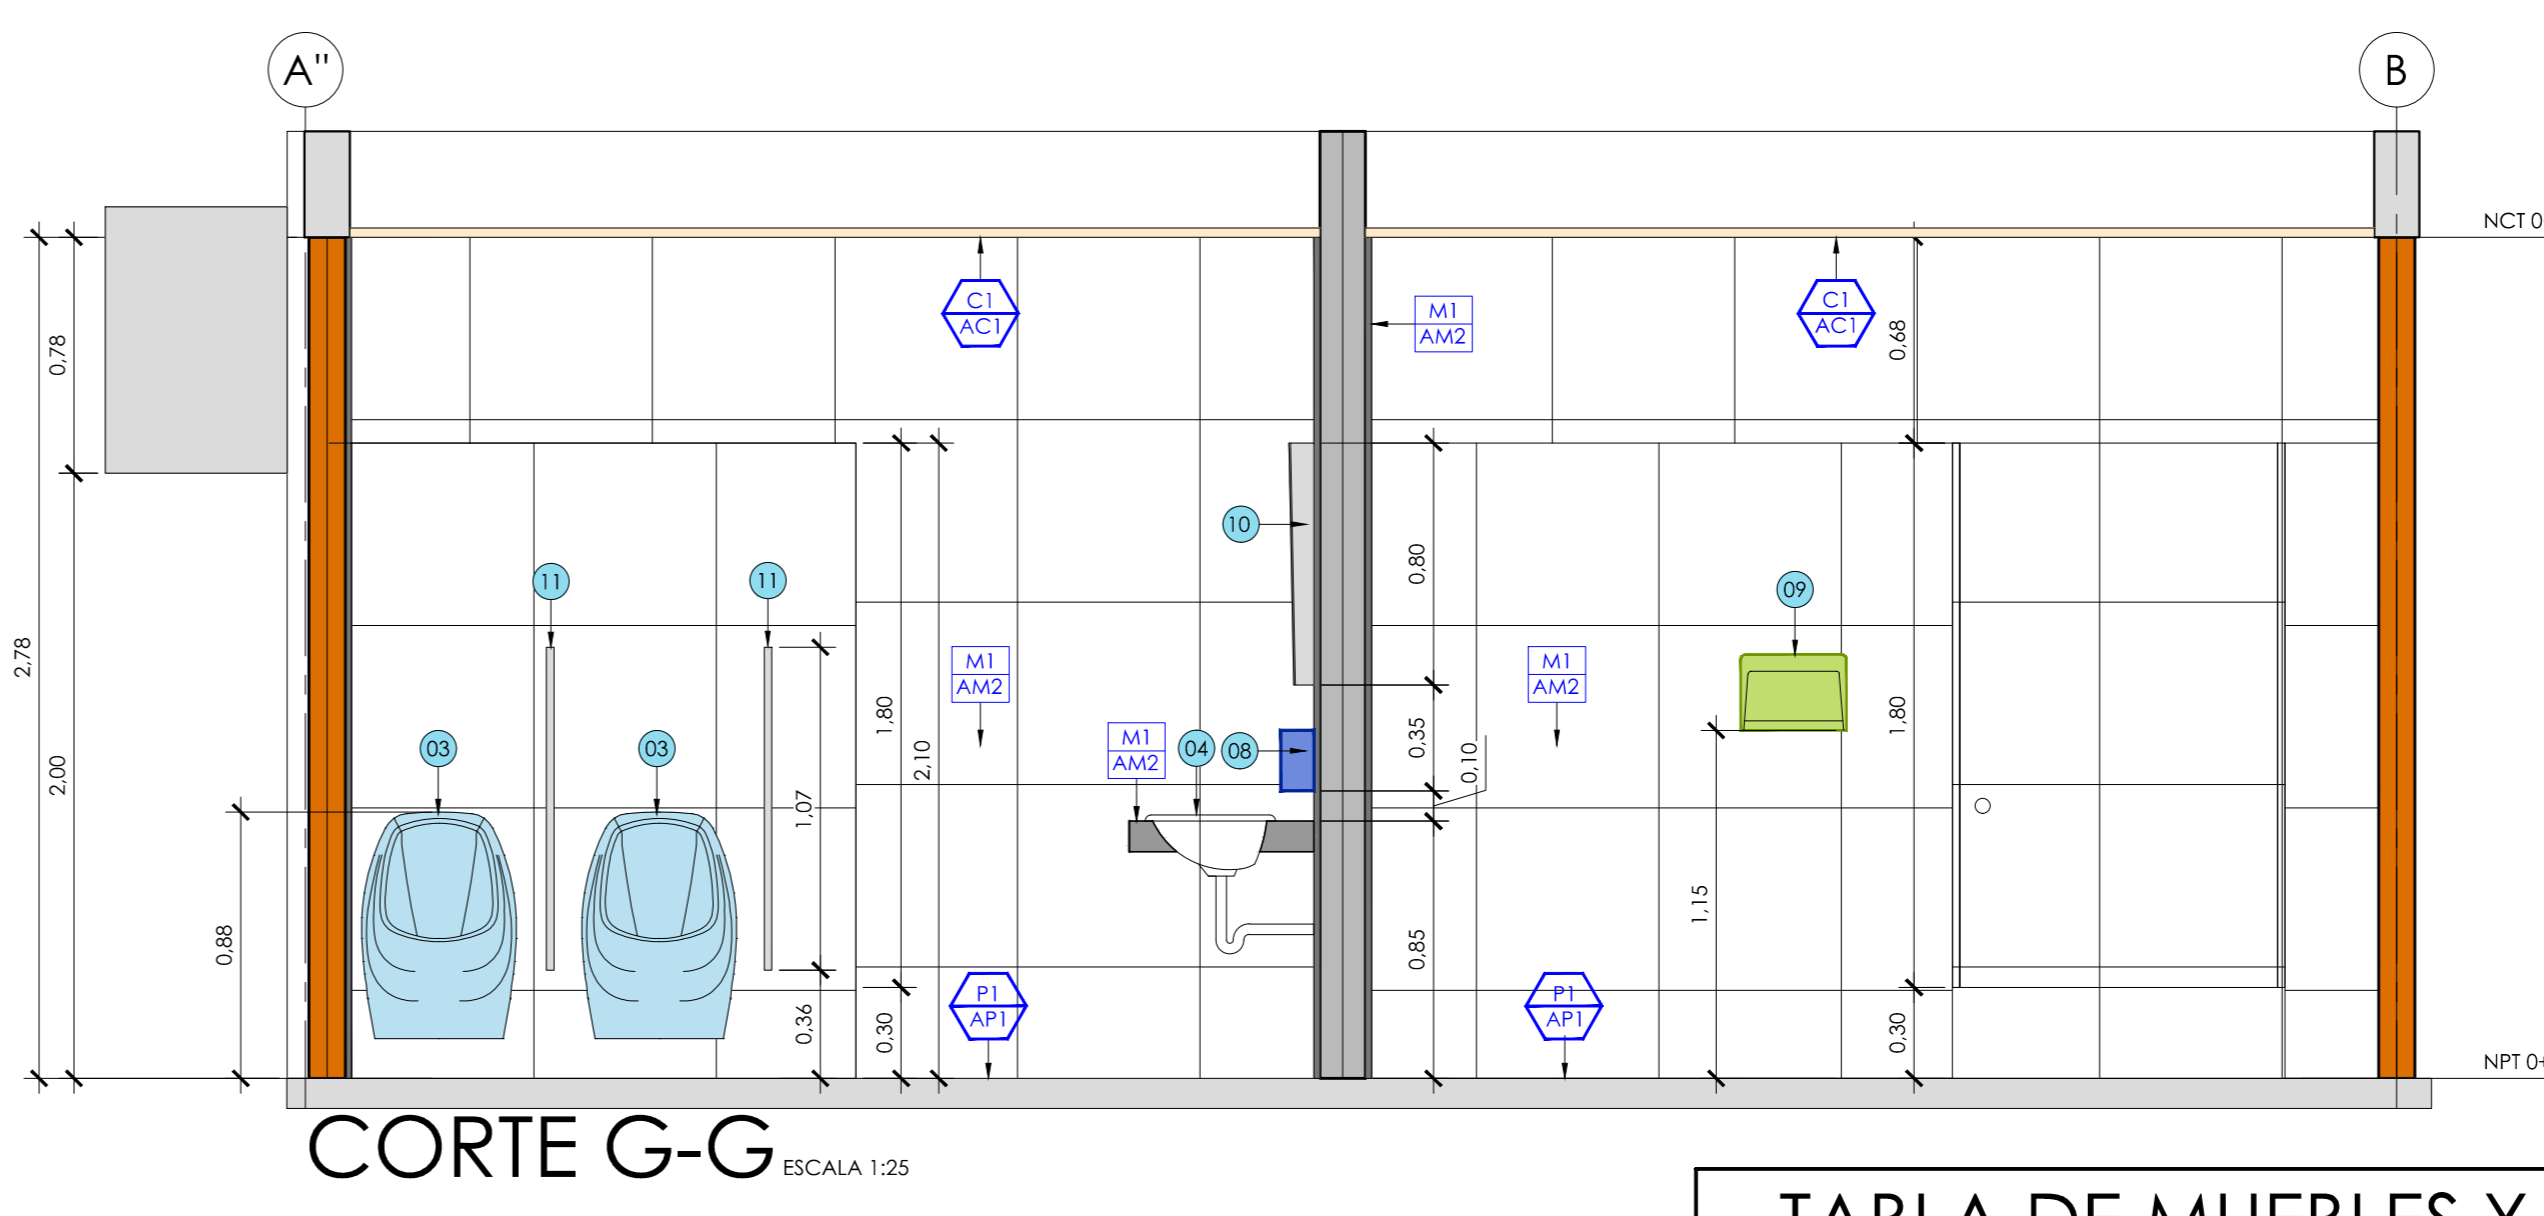 A"
B
NCT 0
C1
AC1
M1
AM2
C1
AC1
0,68
0,78
10
0,80
11
11
09
2,78
M1
AM2
M1
AM2
1,80
1,80
03
03
M1
AM2
04
08
0,35
0,10
2,10
2,00
1,07
1,15
0,88
0,85
P1
AP1
P1
AP1
0,36
0,30
0,30
NPT 0+
CORTE G-G ESCALA 1:25
TABLA DE MUEBLES Y